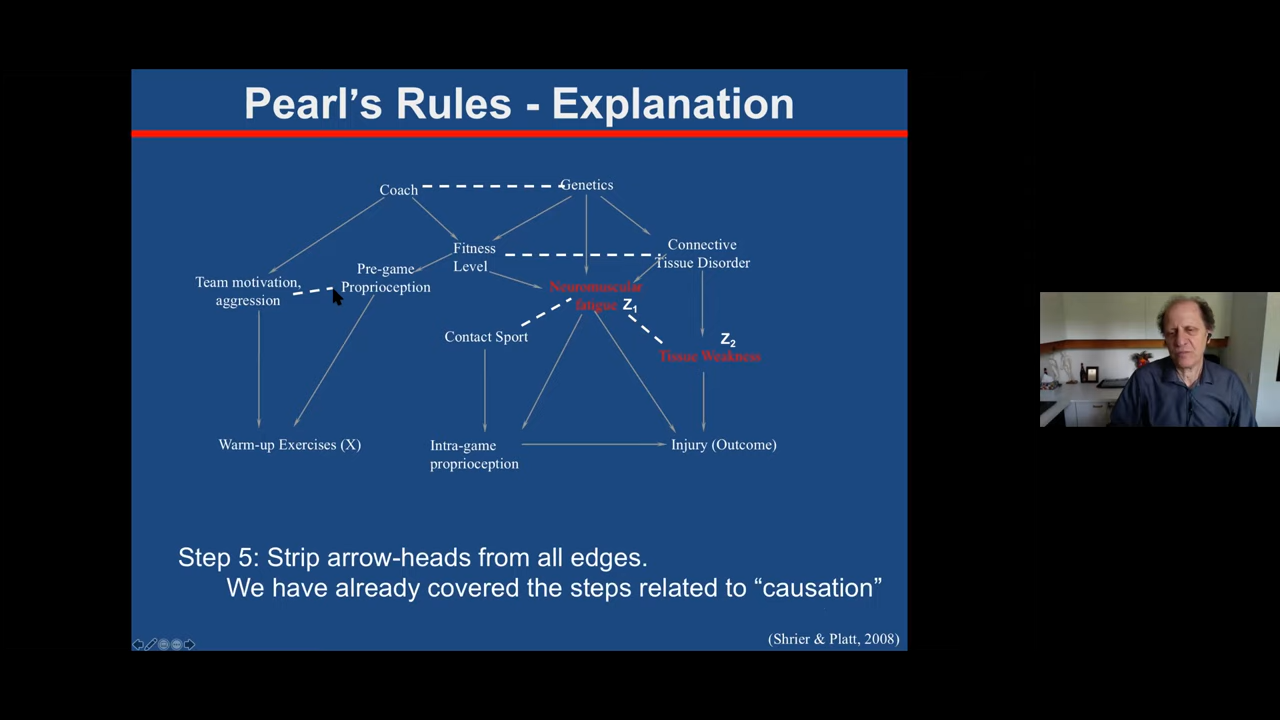 Pearl's Rules - Explanation
Coach
Genetics
Fitness
Level
Connective
Tissue Disorder
Team motivation,
aggression
Pre-game
Proprioception
Neuromuscular
fatigue Z1
Contact Sport
Z2
Tissue Weakness
Warm-up Exercises (X)
Intra-game
proprioception
Injury (Outcome)
Step 5: Strip arrow-heads from all edges.
We have already covered the steps related to “causation”
(Shrier & Platt, 2008)